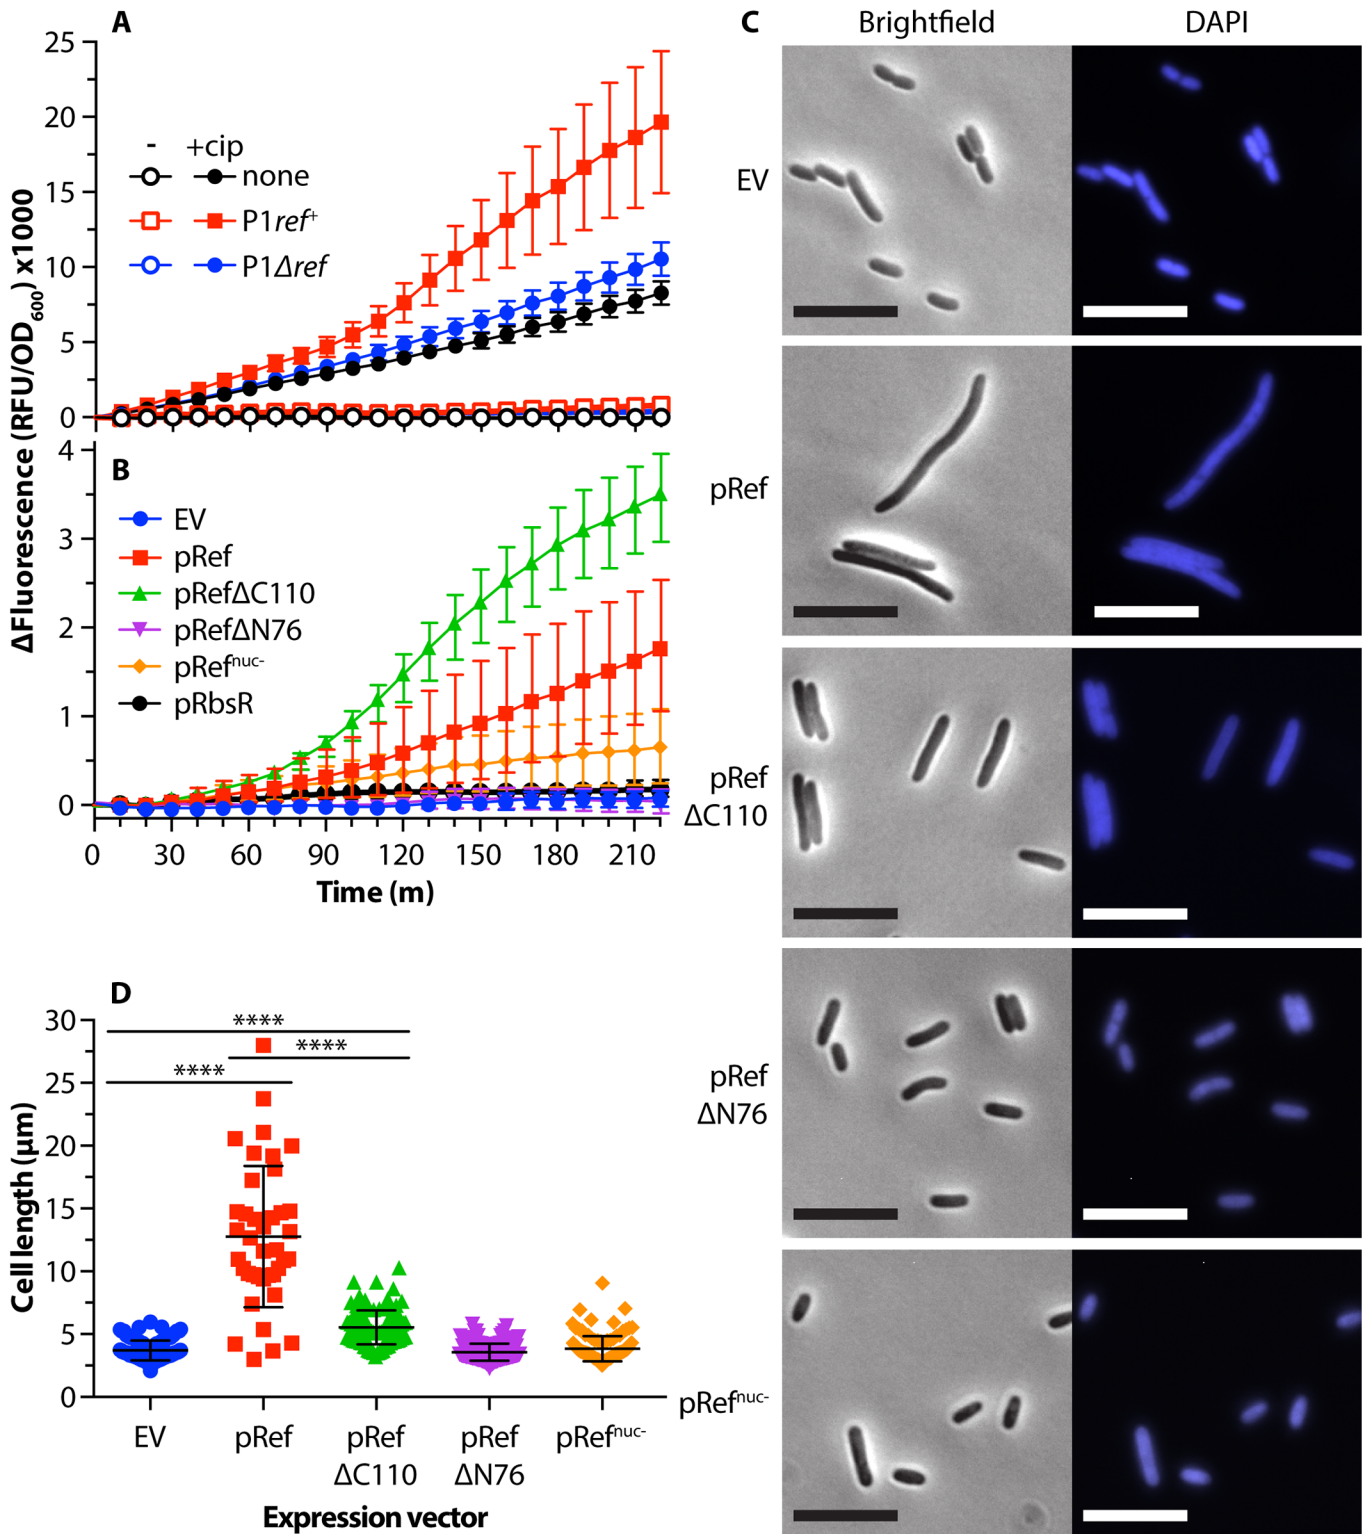 A
25
20
15
10
5
0
- +cip
none
P1ref⁺
P1Δref
ΔFluorescence (RFU/OD₆₀₀) x1000
B
4
3
2
1
0
EV
pRef
pRefΔC110
pRefΔN76
pRefⁿᵘᶜ⁻
pRbsR
0 30 60 90 120 150 180 210
Time (m)
C
Brightfield DAPI
EV
pRef
pRef
ΔC110
pRef
ΔN76
pRefⁿᵘᶜ⁻
D
30
25
20
15
10
5
0
****
****
****
Cell length (µm)
EV pRef pRef pRef pRefⁿᵘᶜ⁻
ΔC110 ΔN76
Expression vector